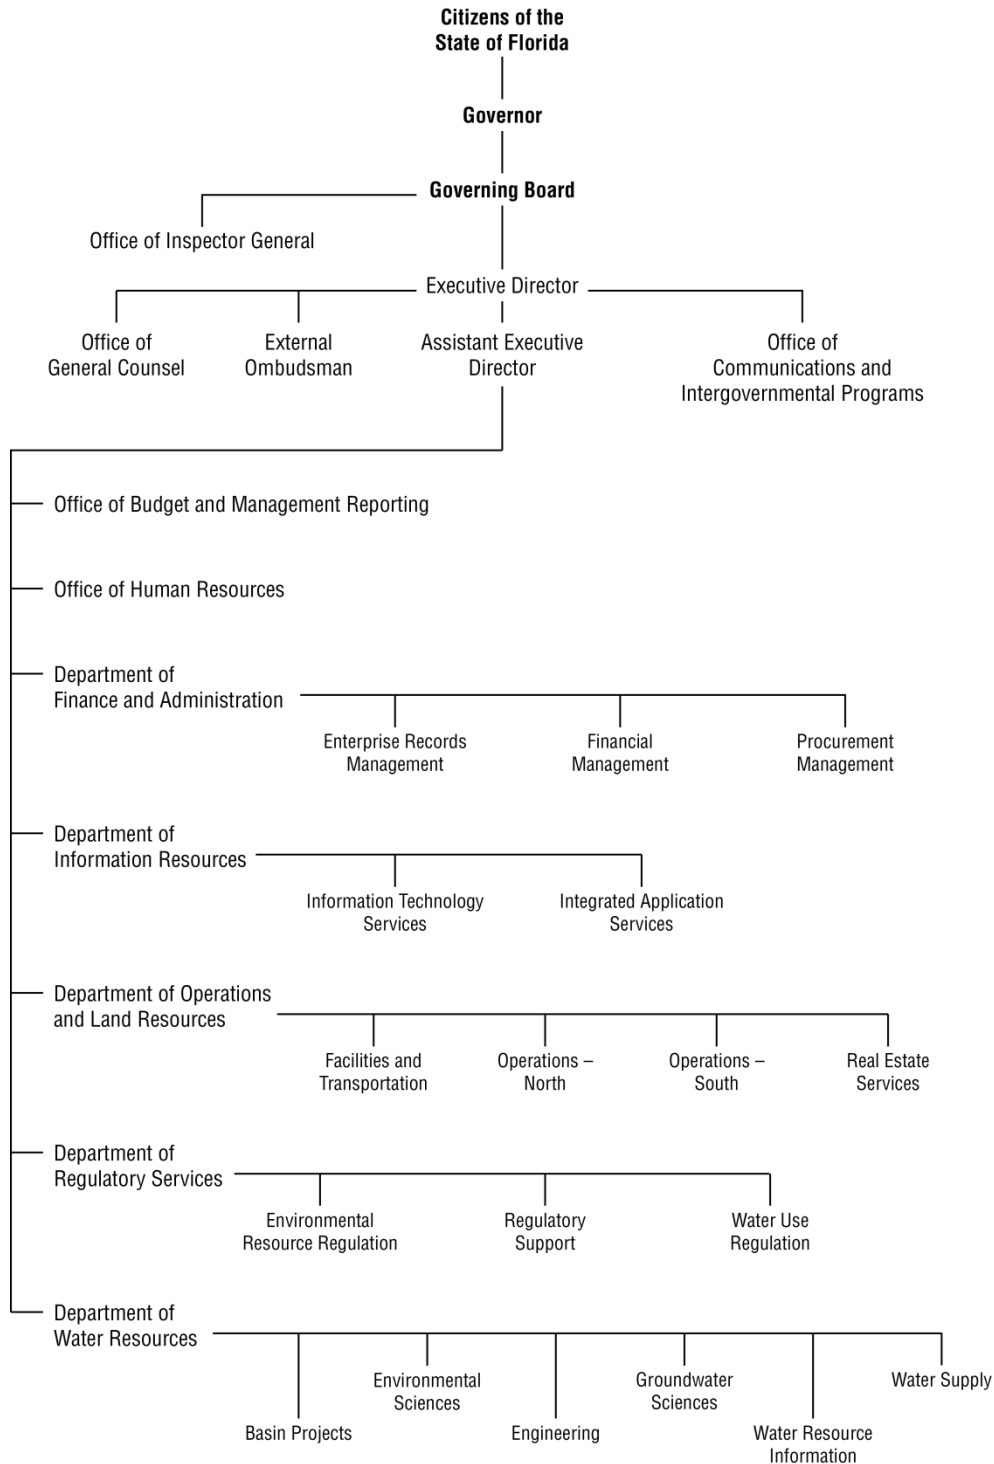 Citizens of the
State of Florida
Governor
Governing Board
Office of Inspector General
Executive Director
Office of
General Counsel
External
Ombudsman
Assistant Executive
Director
Office of
Communications and
Intergovernmental Programs
Office of Budget and Management Reporting
Office of Human Resources
Department of
Finance and Administration
Enterprise Records
Management
Financial
Management
Procurement
Management
Department of
Information Resources
Information Technology
Services
Integrated Application
Services
Department of Operations
and Land Resources
Facilities and
Transportation
Operations –
North
Operations –
South
Real Estate
Services
Department of
Regulatory Services
Environmental
Resource Regulation
Regulatory
Support
Water Use
Regulation
Department of
Water Resources
Basin Projects
Environmental
Sciences
Engineering
Groundwater
Sciences
Water Resource
Information
Water Supply